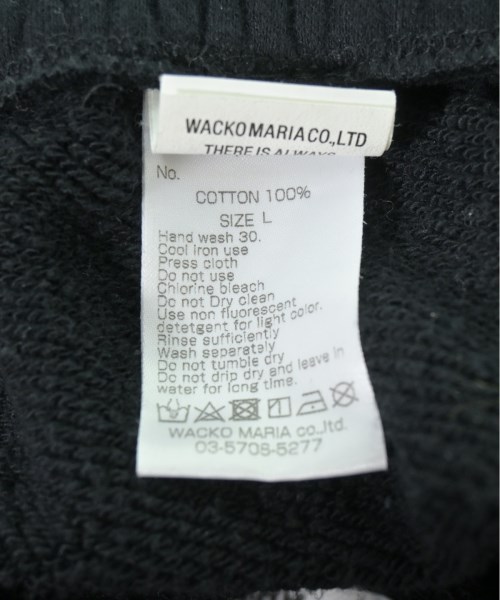 WACKO MARIA CO.,LTD
THERE IS ALWAYS
No.
COTTON 100%
SIZE L
Hand wash 30.
Cool iron use
Press cloth
Do not use
Chlorine bleach
Do not Dry clean
Use non fluorescent
detetgent for light color.
Rinse sufficiently
Wash separately
Do not tumble dry
Do not drip dry and leave in
water for long time.
WACKO MARIA co.,ltd.
03-5708-5277